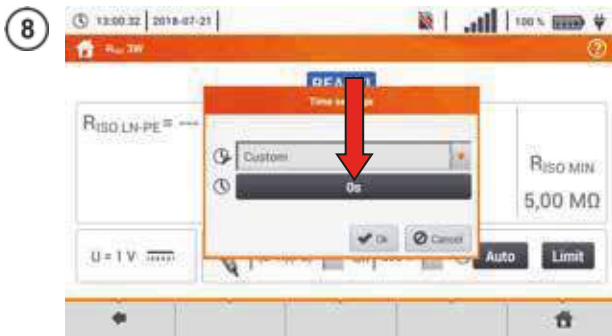 8
13:00:32 2018-07-21 100 %
RISO 3W
READY
Time settings
RISO LN-PE = ---
Custom
0s
RISO MIN
5,00 MΩ
Ok Cancel
U = 1 V Auto Limit